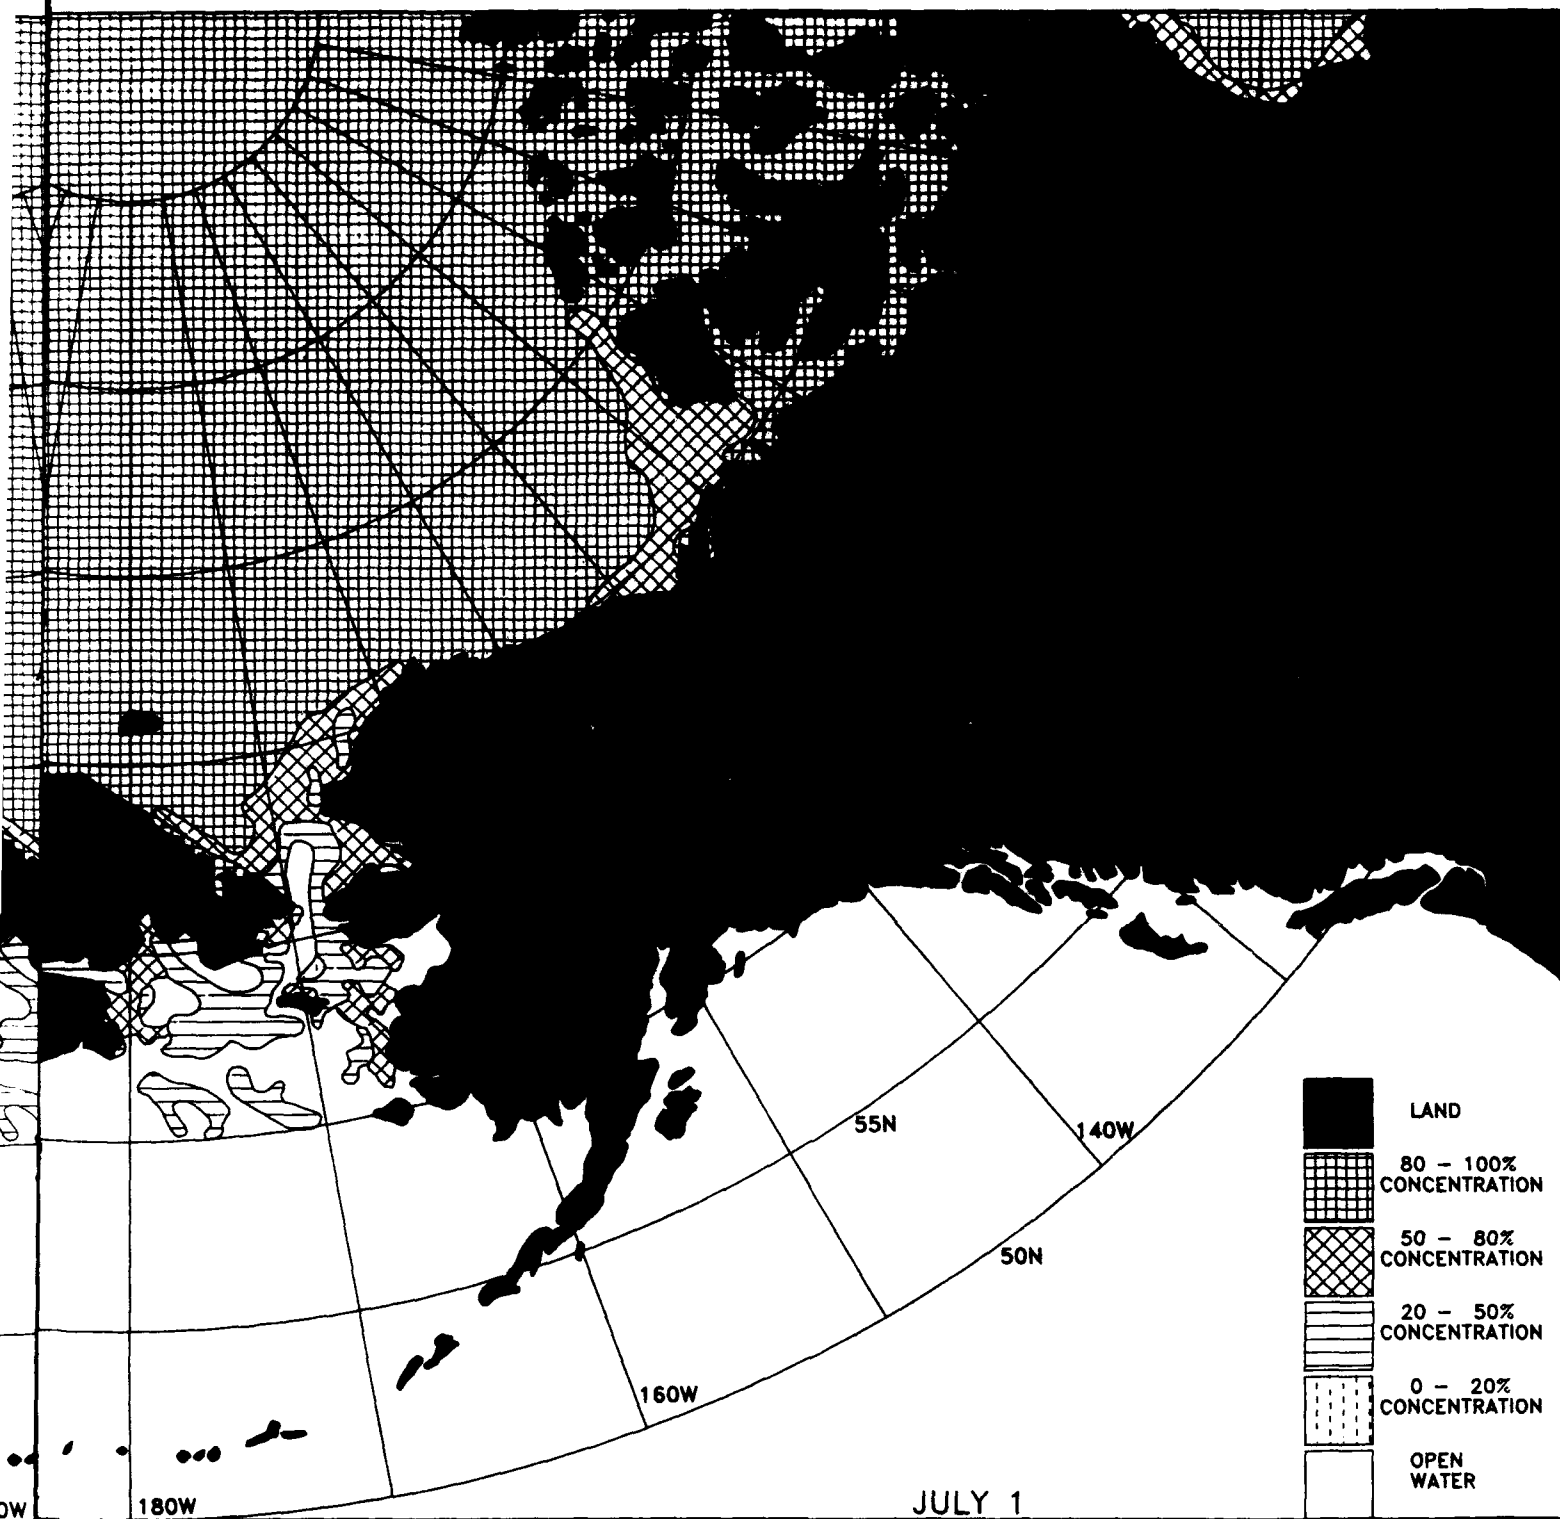 55N
140W
50N
160W
0W
180W
JULY 1
LAND
80 - 100%
CONCENTRATION
50 - 80%
CONCENTRATION
20 - 50%
CONCENTRATION
0 - 20%
CONCENTRATION
OPEN
WATER